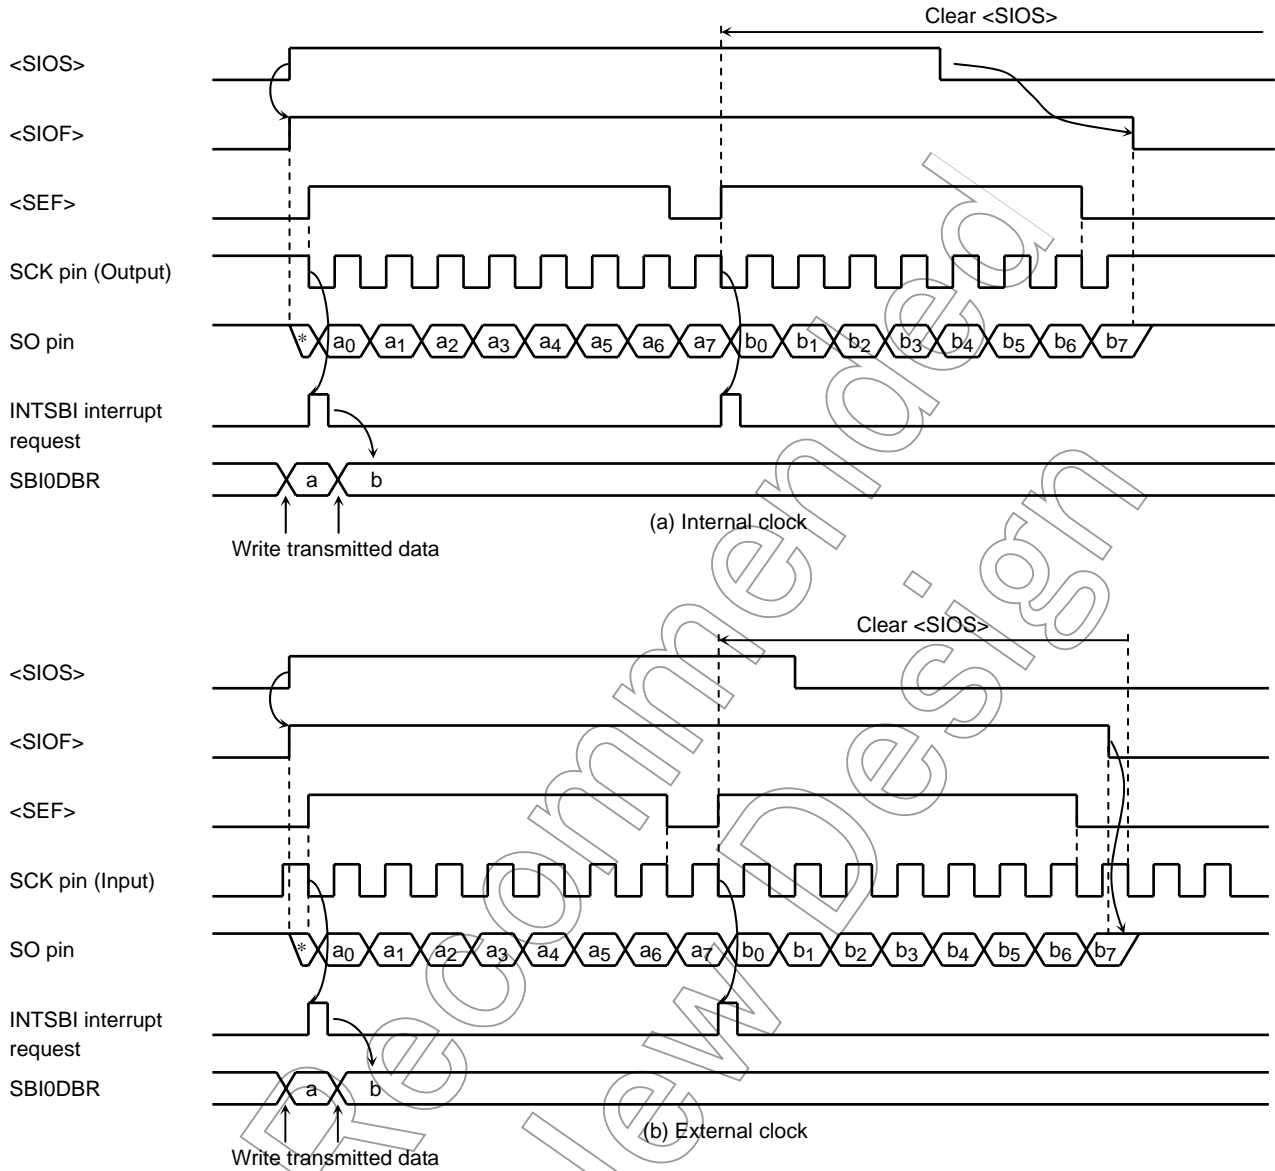 Clear <SIOS>
<SIOS>
<SIOF>
<SEF>
SCK pin (Output)
SO pin
* a0 a1 a2 a3 a4 a5 a6 a7 b0 b1 b2 b3 b4 b5 b6 b7
INTSBI interrupt
request
SBI0DBR
a b
(a) Internal clock
Write transmitted data
Clear <SIOS>
<SIOS>
<SIOF>
<SEF>
SCK pin (Input)
SO pin
* a0 a1 a2 a3 a4 a5 a6 a7 b0 b1 b2 b3 b4 b5 b6 b7
INTSBI interrupt
request
SBI0DBR
a b
(b) External clock
Write transmitted data
Recommended
Design